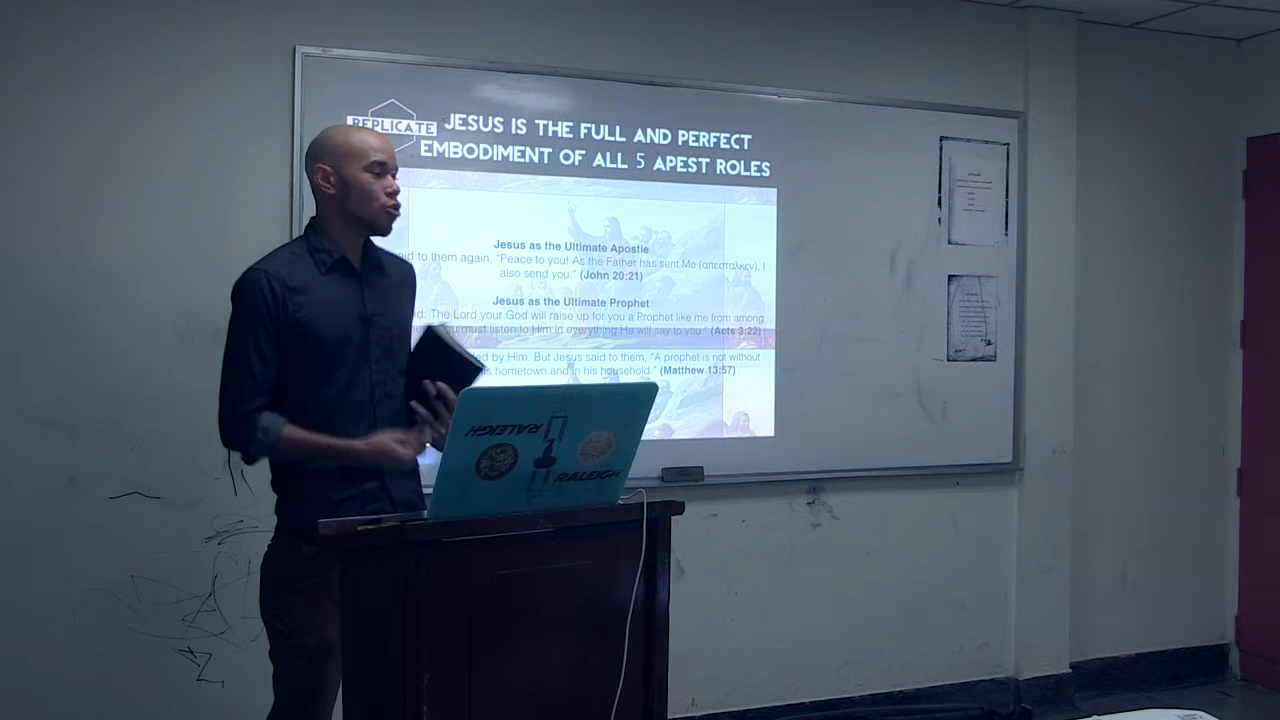 REPLICATE
JESUS IS THE FULL AND PERFECT
EMBODIMENT OF ALL 5 APEST ROLES
Jesus as the Ultimate Apostle
said to them again, "Peace to you! As the Father has sent Me (απεσταλκεν), I
also send you." (John 20:21)
Jesus as the Ultimate Prophet
The Lord your God will raise up for you a Prophet like me from among
you must listen to Him in everything He will say to you." (Acts 3:22)
by Him. But Jesus said to them, "A prophet is not without
hometown and in his household." (Matthew 13:57)
RALEIGH
RALEIGH